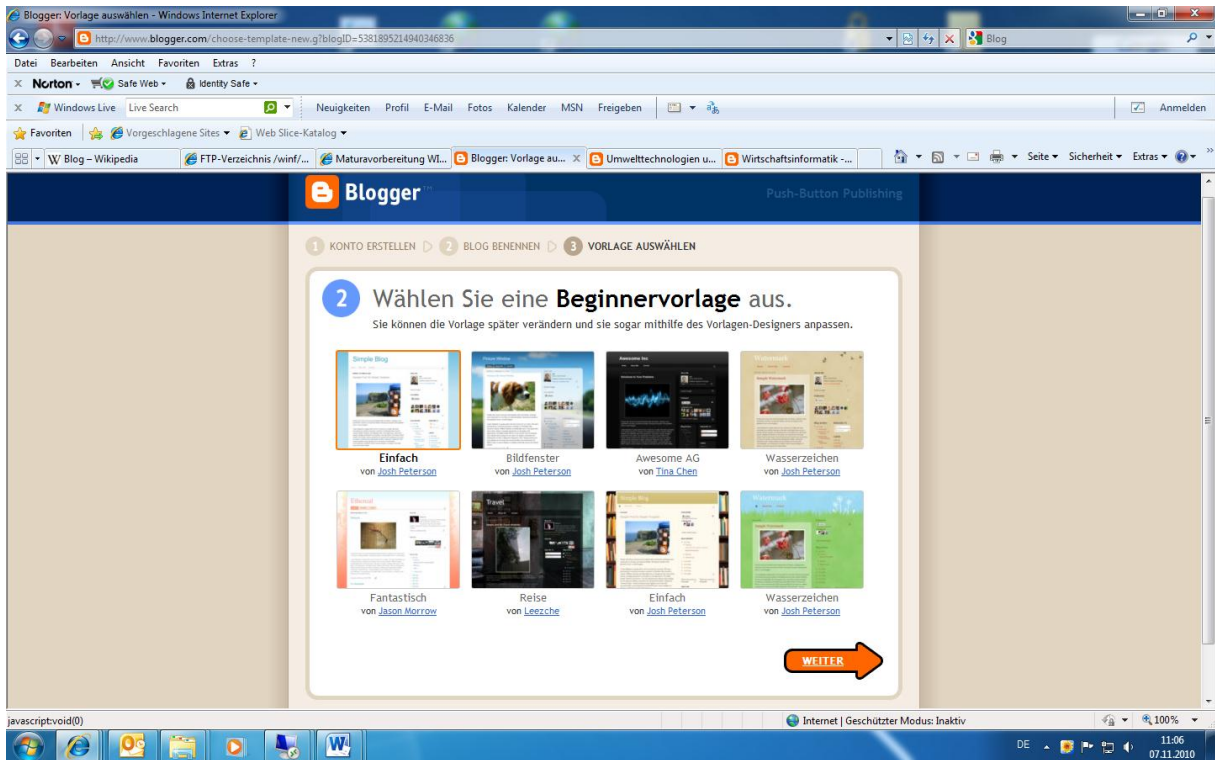 Blogger: Vorlage auswählen - Windows Internet Explorer
http://www.blogger.com/choose-template-new.g?blogID=5381895214940346836
Blog
Datei Bearbeiten Ansicht Favoriten Extras ?
x Norton - Safe Web - Identity Safe -
x Windows Live Live Search Neuigkeiten Profil E-Mail Fotos Kalender MSN Freigeben Anmelden
Favoriten Vorgeschlagene Sites Web Slice-Katalog
W Blog – Wikipedia FTP-Verzeichnis /winf/... Maturavorbereitung WI... Blogger: Vorlage au... x Umwelttechnologien u... Wirtschaftsinformatik -... Seite Sicherheit Extras
Blogger™ Push-Button Publishing
1 KONTO ERSTELLEN 2 BLOG BENENNEN 3 VORLAGE AUSWÄHLEN
2 Wählen Sie eine Beginnervorlage aus.
Sie können die Vorlage später verändern und sie sogar mithilfe des Vorlagen-Designers anpassen.
Simple Blog Awesome Inc Watermark
Einfach Bildfenster Awesome AG Wasserzeichen
von Josh Peterson von Josh Peterson von Tina Chen von Josh Peterson
Ethereal Travel Simple Blog Watermark
Fantastisch Reise Einfach Wasserzeichen
von Jason Morrow von Leezche von Josh Peterson von Josh Peterson
WEITER
javascript:void(0) Internet | Geschützter Modus: Inaktiv 100%
DE 11:06
07.11.2010